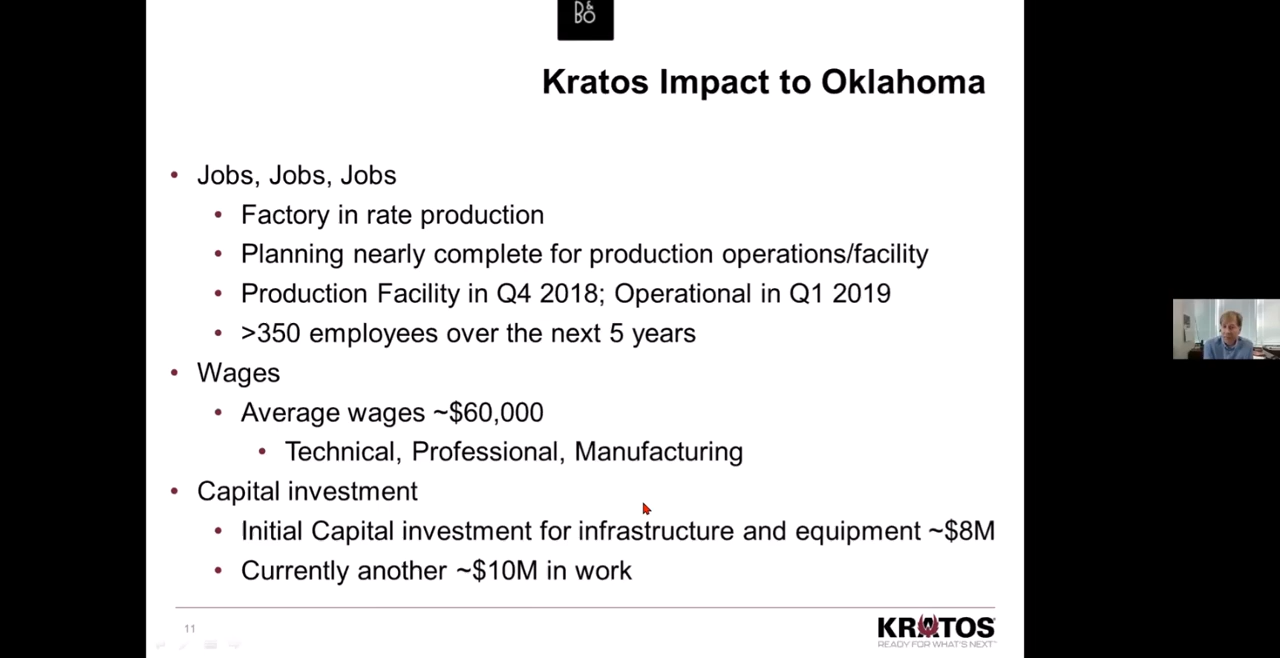 B&O
Kratos Impact to Oklahoma
• Jobs, Jobs, Jobs
• Factory in rate production
• Planning nearly complete for production operations/facility
• Production Facility in Q4 2018; Operational in Q1 2019
• >350 employees over the next 5 years
• Wages
• Average wages ~$60,000
• Technical, Professional, Manufacturing
• Capital investment
• Initial Capital investment for infrastructure and equipment ~$8M
• Currently another ~$10M in work
11
KRATOS
READY FOR WHAT'S NEXT™